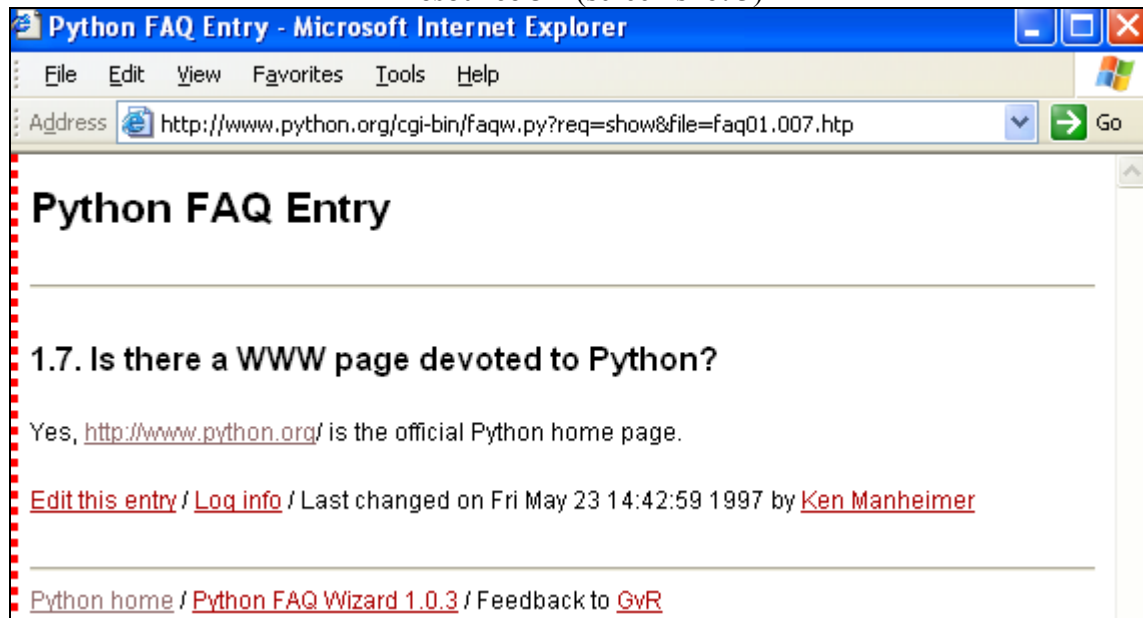 Python FAQ Entry - Microsoft Internet Explorer
File Edit View Favorites Tools Help
Address http://www.python.org/cgi-bin/faqw.py?req=show&file=faq01.007.htp Go
Python FAQ Entry
1.7. Is there a WWW page devoted to Python?
Yes, http://www.python.org/ is the official Python home page.
Edit this entry / Log info / Last changed on Fri May 23 14:42:59 1997 by Ken Manheimer
Python home / Python FAQ Wizard 1.0.3 / Feedback to GvR